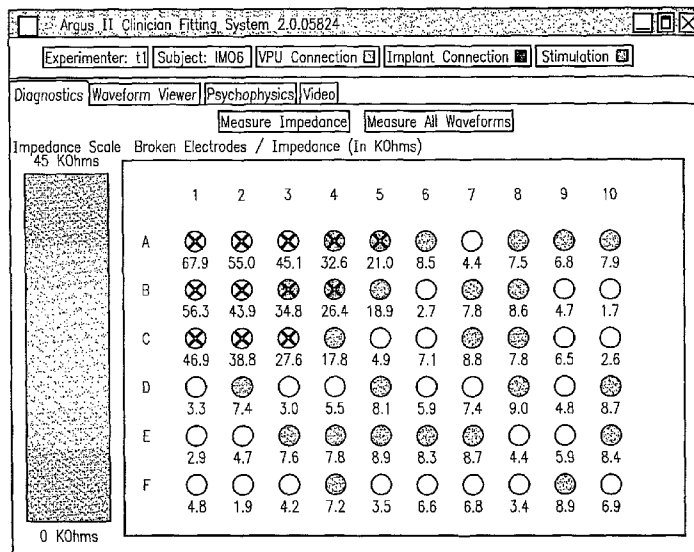 Argus II Clinician Fitting System 2.0.05824
Experimenter: t1 Subject: IM06 VPU Connection Implant Connection Stimulation
Diagnostics Waveform Viewer Psychophysics Video
Measure Impedance Measure All Waveforms
Impedance Scale Broken Electrodes / Impedance (In KOhms)
45 KOhms
1 2 3 4 5 6 7 8 9 10
A
67.9 55.0 45.1 32.6 21.0 8.5 4.4 7.5 6.8 7.9
B
56.3 43.9 34.8 26.4 18.9 2.7 7.8 8.6 4.7 1.7
C
46.9 38.8 27.6 17.8 4.9 7.1 8.8 7.8 6.5 2.6
D
3.3 7.4 3.0 5.5 8.1 5.9 7.4 9.0 4.8 8.7
E
2.9 4.7 7.6 7.8 8.9 8.3 8.7 4.4 5.9 8.4
F
4.8 1.9 4.2 7.2 3.5 6.6 6.8 3.4 8.9 6.9
0 KOhms